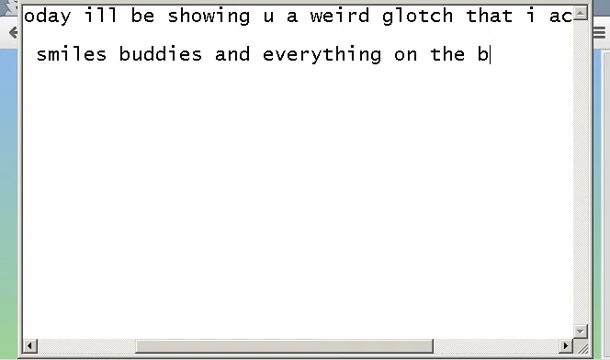 oday ill be showing u a weird glotch that i ac
smiles buddies and everything on the b